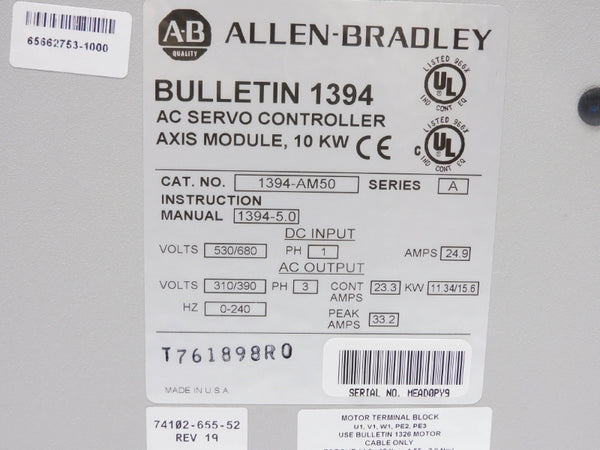 65662753-1000
A-B QUALITY ALLEN-BRADLEY
BULLETIN 1394
AC SERVO CONTROLLER
AXIS MODULE, 10 KW CE
LISTED 966X
UL
IND CONT EQ
LISTED 966X
C UL
IND CONT EQ
CAT. NO. 1394-AM50 SERIES A
INSTRUCTION
MANUAL 1394-5.0
DC INPUT
VOLTS 530/680 PH 1 AMPS 24.9
AC OUTPUT
VOLTS 310/390 PH 3 CONT AMPS 23.3 KW 11.34/15.6
HZ 0-240 PEAK AMPS 33.2
T761898R0
MADE IN U.S.A.
SERIAL NO. MEAD0PY9
74102-655-52
REV 19
MOTOR TERMINAL BLOCK
U1, V1, W1, PE2, PE3
USE BULLETIN 1326 MOTOR
CABLE ONLY